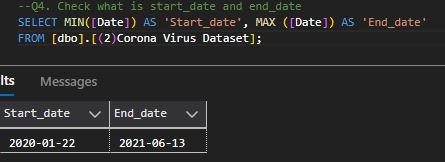 --Q4. Check what is start_date and end_date
SELECT MIN([Date]) AS 'Start_date', MAX ([Date]) AS 'End_date'
FROM [dbo].[(2)Corona Virus Dataset];
lts Messages
Start_date End_date
2020-01-22 2021-06-13